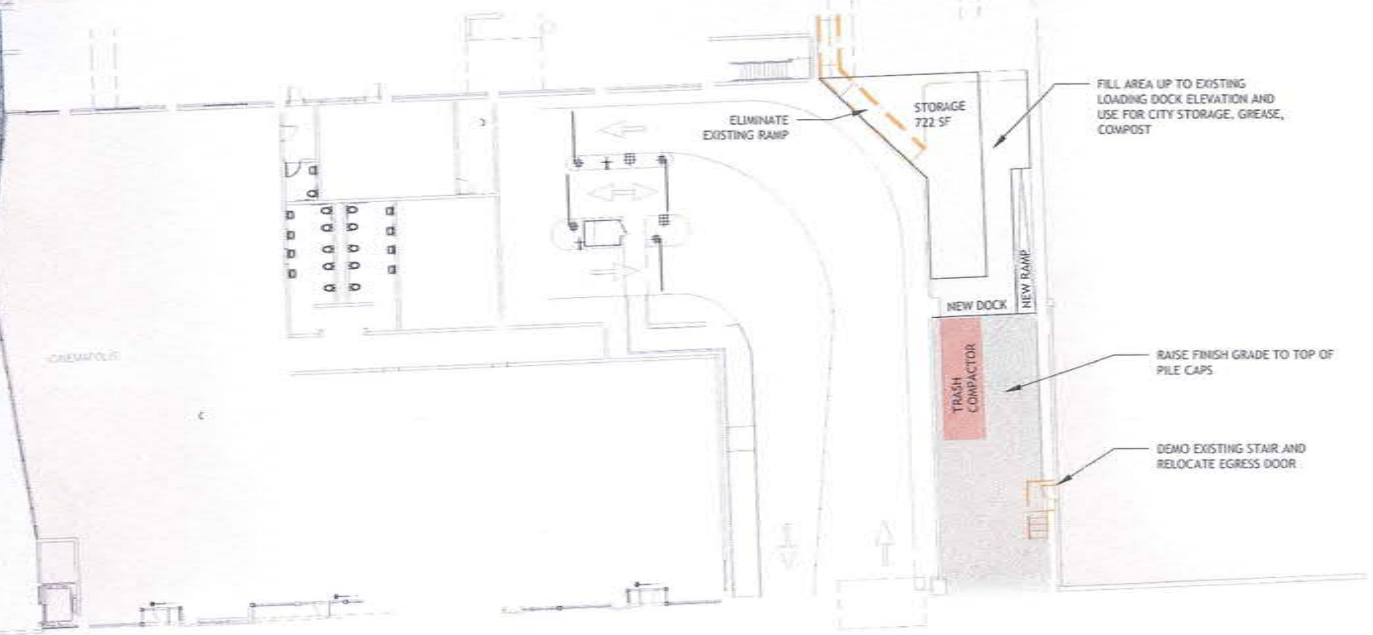 FILL AREA UP TO EXISTING
LOADING DOCK ELEVATION AND
USE FOR CITY STORAGE, GREASE,
COMPOST
STORAGE
722 SF
ELIMINATE
EXISTING RAMP
NEW RAMP
NEW DOCK
TRASH
COMPACTOR
RAISE FINISH GRADE TO TOP OF
PILE CAPS
CINEMAPOLIS
DEMO EXISTING STAIR AND
RELOCATE EGRESS DOOR